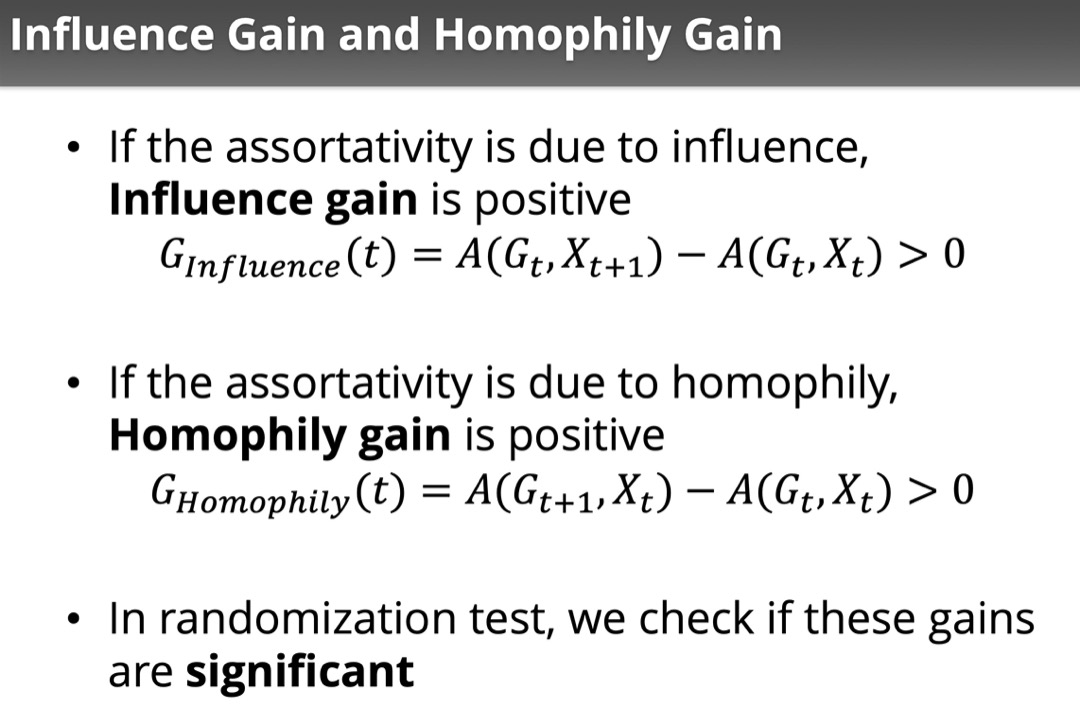 Influence Gain and Homophily Gain
• If the assortativity is due to influence,
Influence gain is positive
G_{Influence}(t) = A(G_t, X_{t+1}) − A(G_t, X_t) > 0
• If the assortativity is due to homophily,
Homophily gain is positive
G_{Homophily}(t) = A(G_{t+1}, X_t) − A(G_t, X_t) > 0
• In randomization test, we check if these gains
are significant